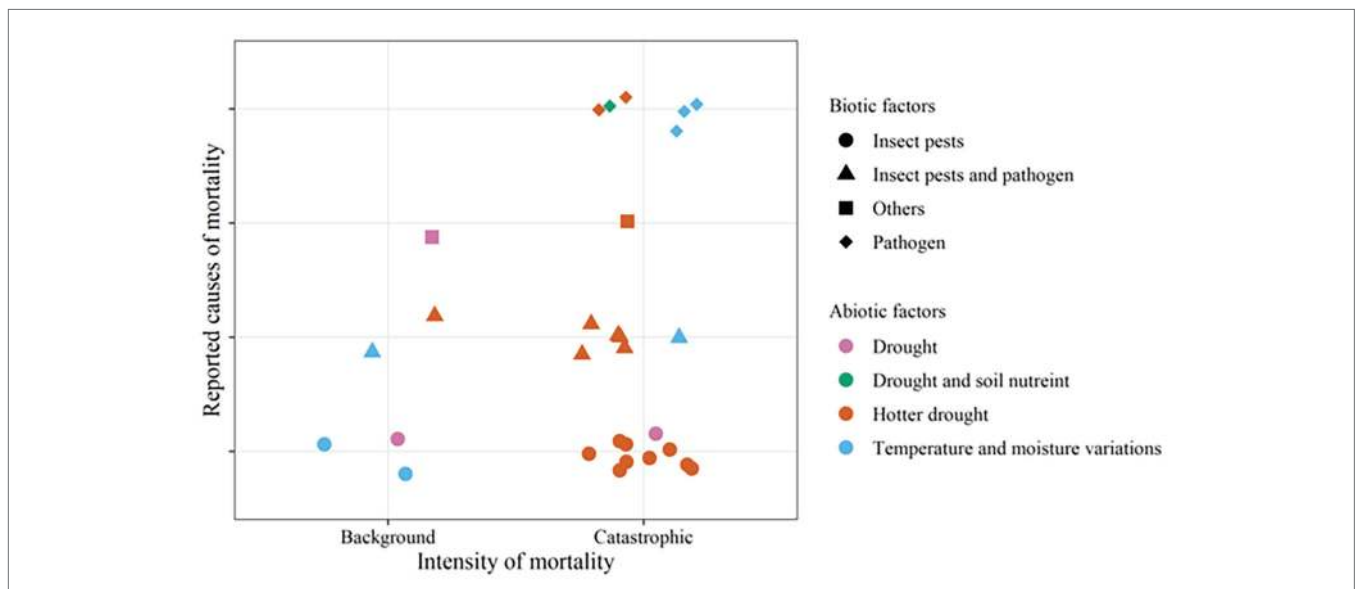 Reported causes of mortality
Background
Catastrophic
Intensity of mortality
Biotic factors
Insect pests
Insect pests and pathogen
Others
Pathogen
Abiotic factors
Drought
Drought and soil nutreint
Hotter drought
Temperature and moisture variations